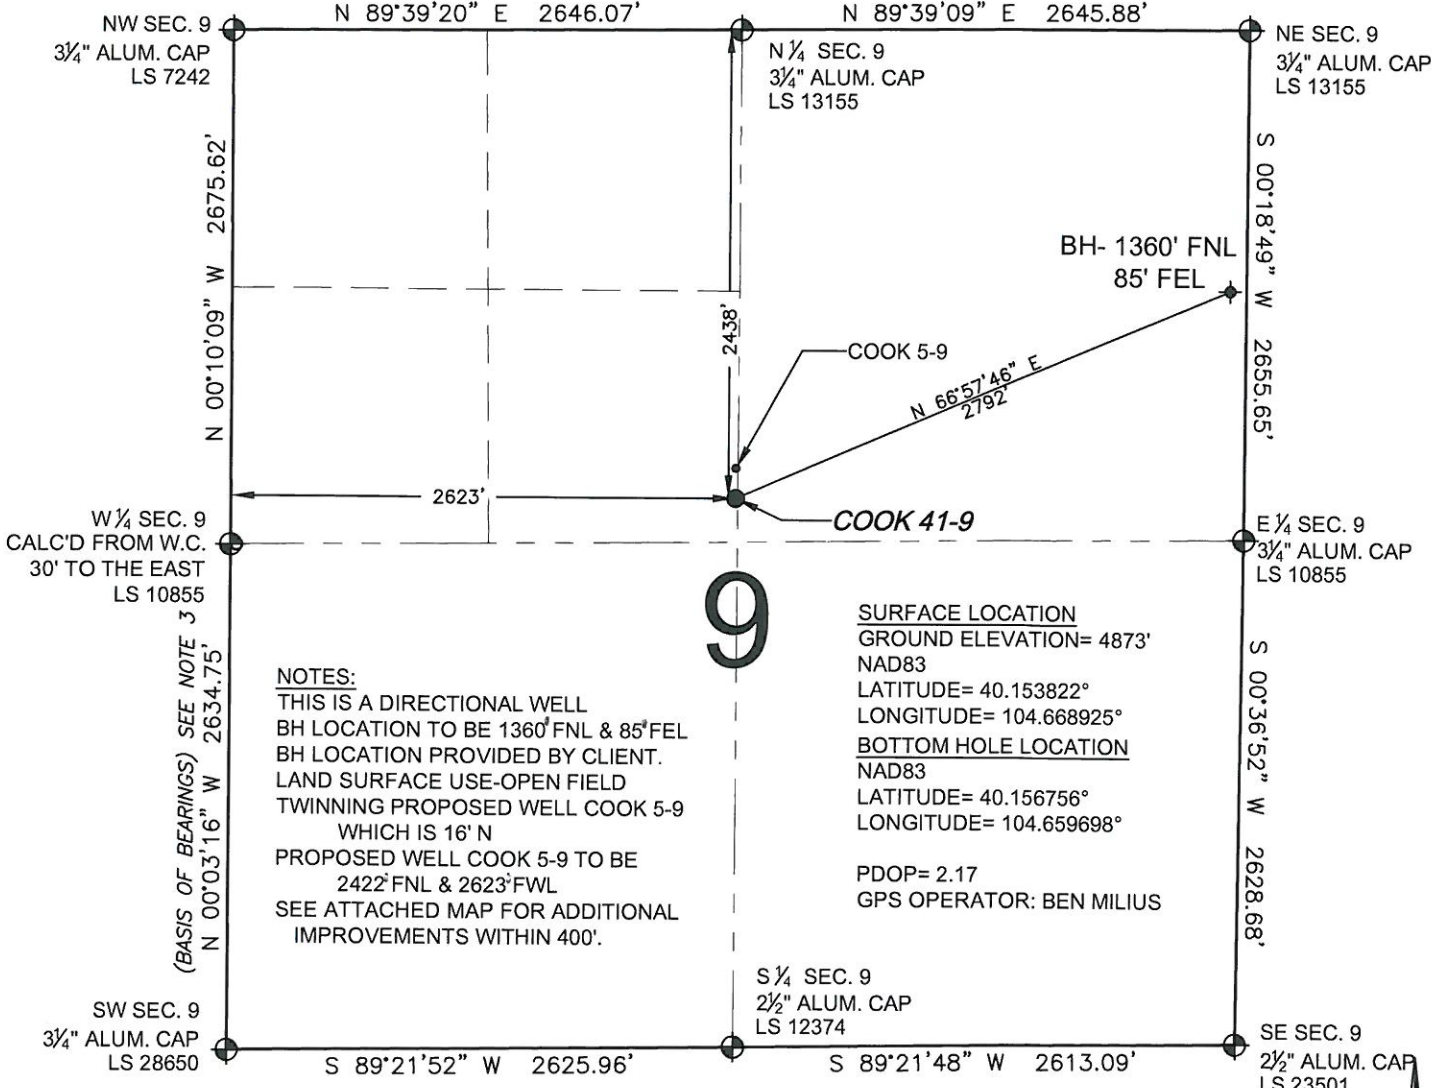 N 89°39'20" E 2646.07'
N 89°39'09" E 2645.88'
NW SEC. 9
3¼" ALUM. CAP
LS 7242
N ¼ SEC. 9
3¼" ALUM. CAP
LS 13155
NE SEC. 9
3¼" ALUM. CAP
LS 13155
N 00°10'09" W 2675.62'
S 00°18'49" W 2655.65'
BH- 1360' FNL
85' FEL
2438'
COOK 5-9
N 66°57'46" E
2792'
2623'
COOK 41-9
W ¼ SEC. 9
CALC'D FROM W.C.
30' TO THE EAST
LS 10855
E ¼ SEC. 9
3¼" ALUM. CAP
LS 10855
9
(BASIS OF BEARINGS) SEE NOTE 3
N 00°03'16" W 2634.75'
NOTES:
THIS IS A DIRECTIONAL WELL
BH LOCATION TO BE 1360' FNL & 85' FEL
BH LOCATION PROVIDED BY CLIENT.
LAND SURFACE USE-OPEN FIELD
TWINNING PROPOSED WELL COOK 5-9
WHICH IS 16' N
PROPOSED WELL COOK 5-9 TO BE
2422' FNL & 2623' FWL
SEE ATTACHED MAP FOR ADDITIONAL
IMPROVEMENTS WITHIN 400'.
SURFACE LOCATION
GROUND ELEVATION= 4873'
NAD83
LATITUDE= 40.153822°
LONGITUDE= 104.668925°
BOTTOM HOLE LOCATION
NAD83
LATITUDE= 40.156756°
LONGITUDE= 104.659698°
PDOP= 2.17
GPS OPERATOR: BEN MILIUS
S 00°36'52" W 2628.68'
SW SEC. 9
3¼" ALUM. CAP
LS 28650
S ¼ SEC. 9
2½" ALUM. CAP
LS 12374
SE SEC. 9
2½" ALUM. CAP
LS 23501
S 89°21'52" W 2625.96'
S 89°21'48" W 2613.09'